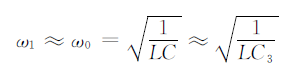 ω₁ ≈ ω₀ = √(1/LC) ≈ √(1/LC₃)